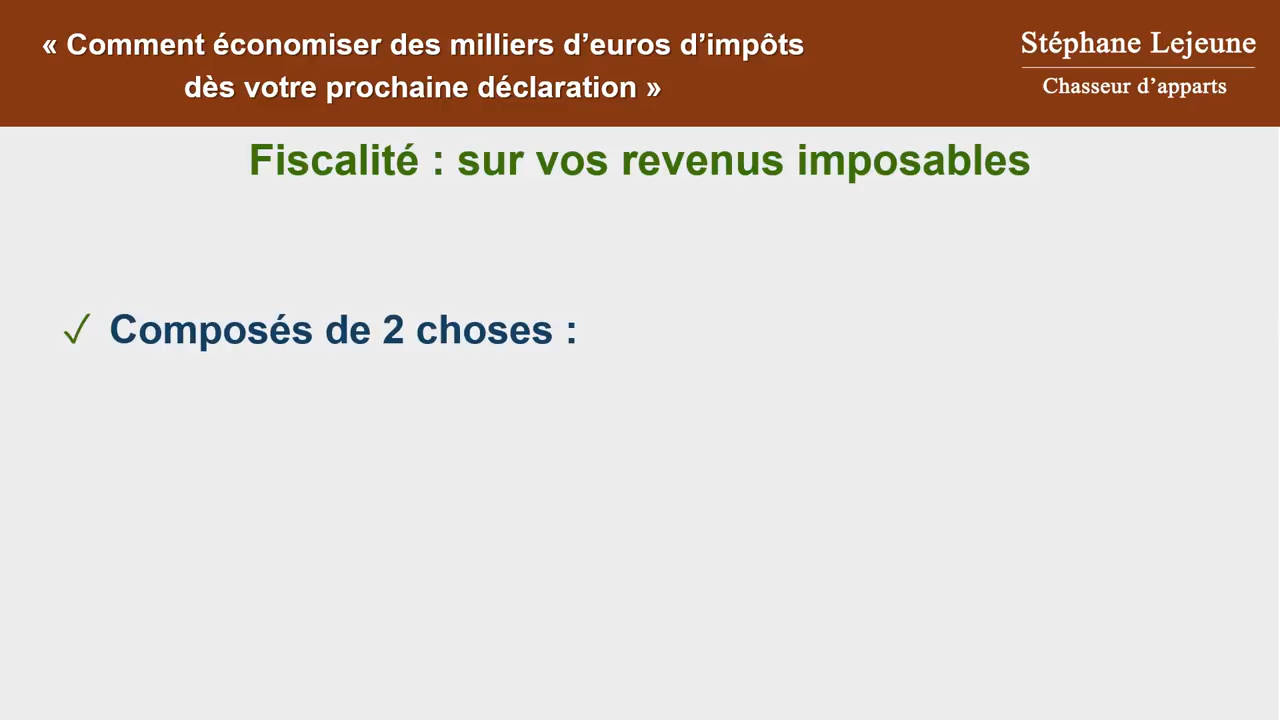 « Comment économiser des milliers d’euros d’impôts
dès votre prochaine déclaration »
Stéphane Lejeune
Chasseur d’apparts
Fiscalité : sur vos revenus imposables
✓ Composés de 2 choses :